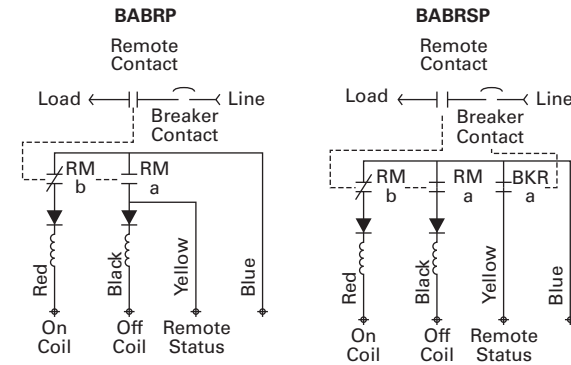 BABRP
Remote
Contact
Load
Line
Breaker
Contact
RM
b
RM
a
Red
Black
Yellow
Blue
On
Coil
Off
Coil
Remote
Status
BABRSP
Remote
Contact
Load
Line
Breaker
Contact
RM
b
RM
a
BKR
a
Red
Black
Yellow
Blue
On
Coil
Off
Coil
Remote
Status